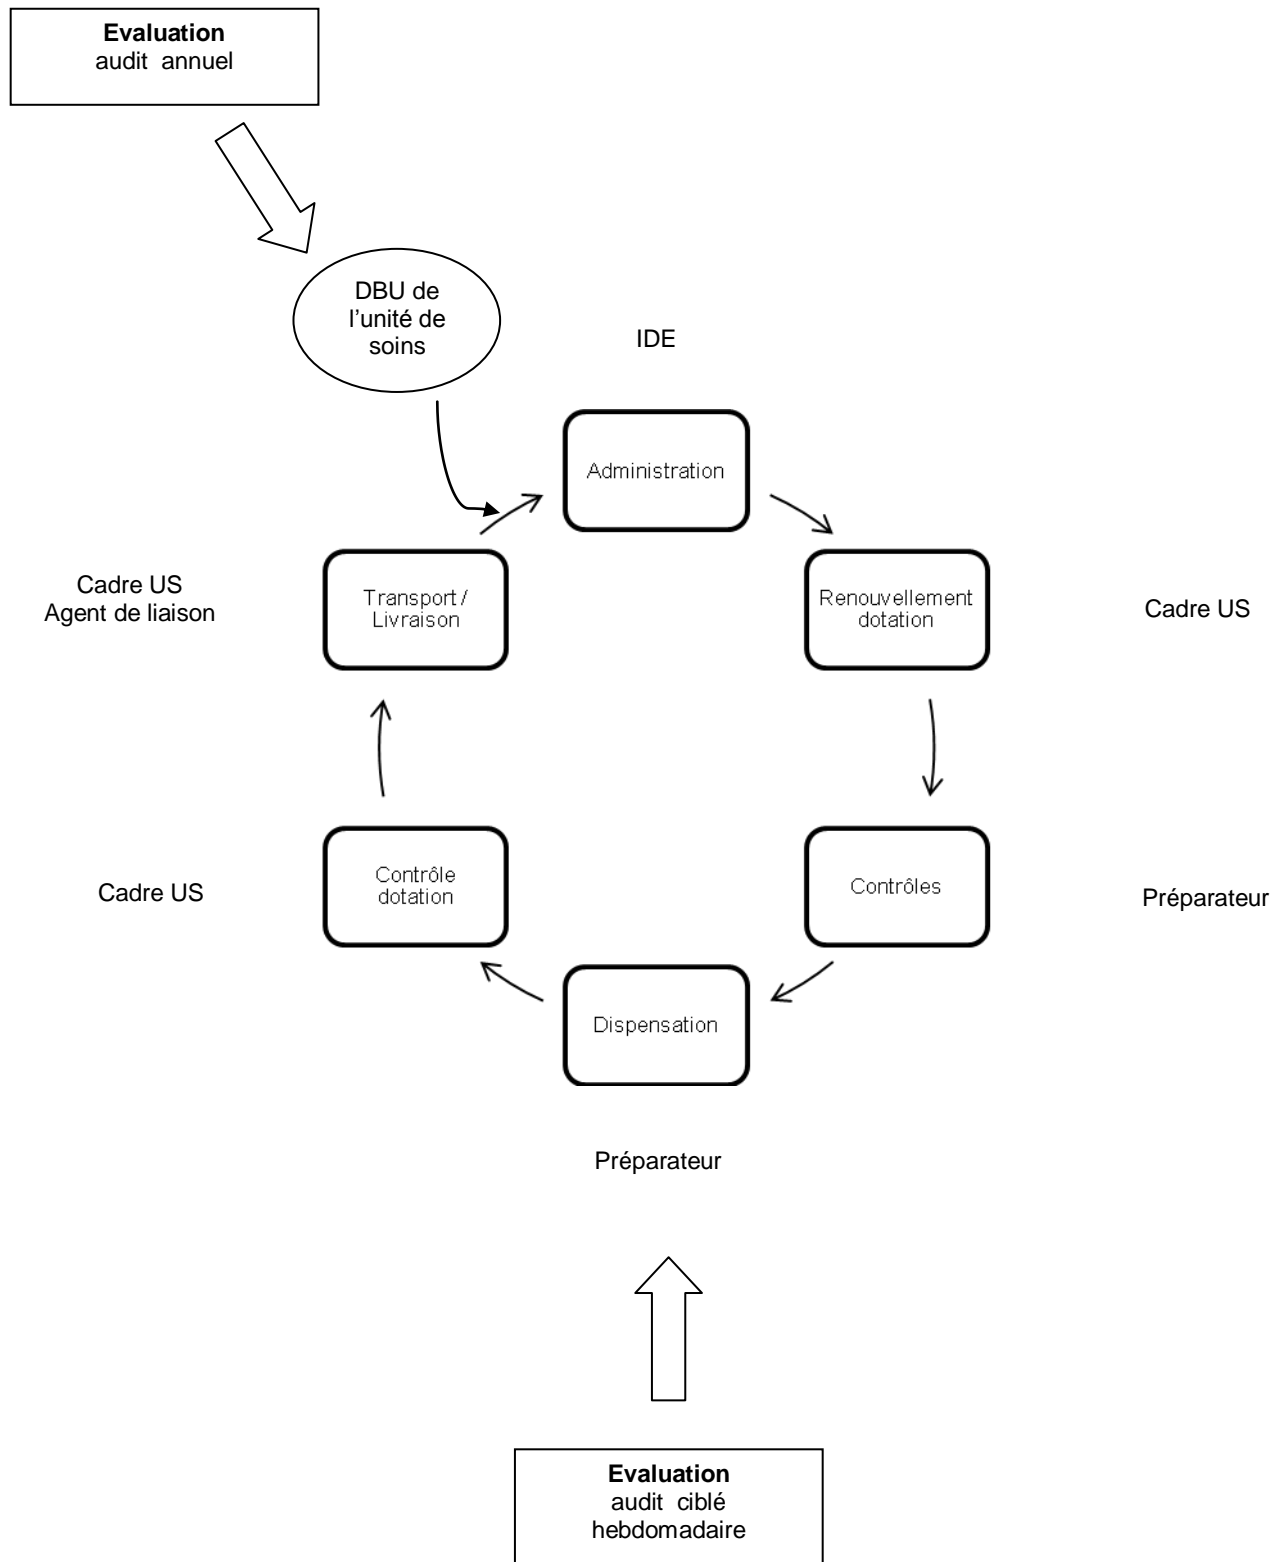 Evaluation
audit annuel
DBU de
l'unité de
soins
IDE
Administration
Cadre US
Agent de liaison
Transport /
Livraison
Renouvellement
dotation
Cadre US
Cadre US
Contrôle
dotation
Contrôles
Préparateur
Dispensation
Préparateur
Evaluation
audit ciblé
hebdomadaire